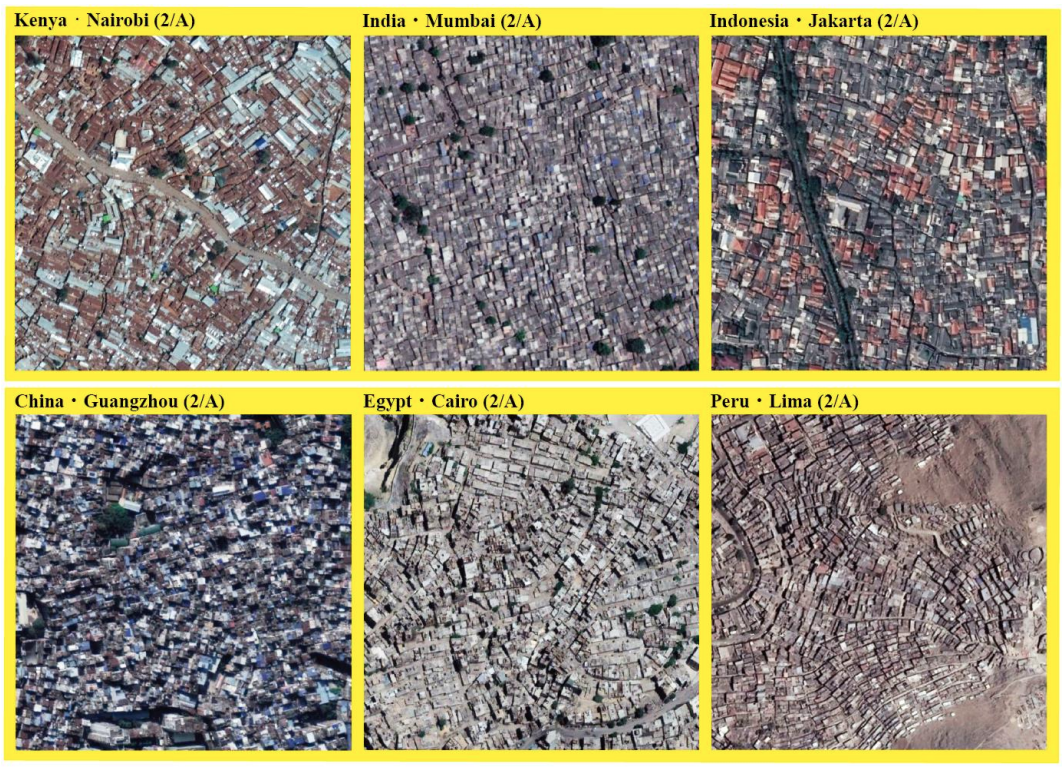 Kenya · Nairobi (2/A)
India · Mumbai (2/A)
Indonesia · Jakarta (2/A)
China · Guangzhou (2/A)
Egypt · Cairo (2/A)
Peru · Lima (2/A)